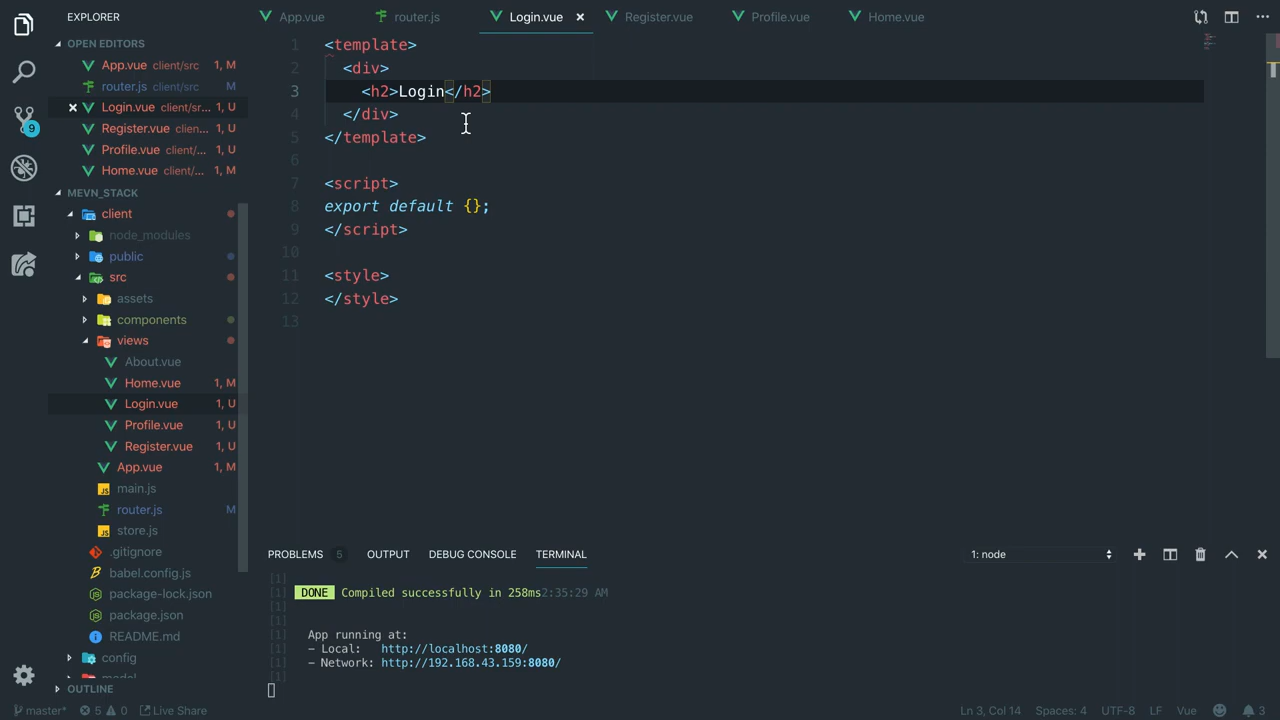 EXPLORER
App.vue
router.js
Login.vue ×
Register.vue
Profile.vue
Home.vue
OPEN EDITORS
App.vue client/src 1, M
router.js client/src M
× Login.vue client/sr... 1, U
Register.vue clien... 1, U
Profile.vue client/... 1, U
Home.vue client/... 1, M
MEVN_STACK
client
node_modules
public
src
assets
components
views
About.vue
Home.vue 1, M
Login.vue 1, U
Profile.vue 1, U
Register.vue 1, U
App.vue 1, M
main.js
router.js M
store.js
.gitignore
babel.config.js
package-lock.json
package.json
README.md
config
OUTLINE
9
1 <template>
2 <div>
3 <h2>Login</h2>
4 </div>
5 </template>
6
7 <script>
8 export default {};
9 </script>
10
11 <style>
12 </style>
13
PROBLEMS 5 OUTPUT DEBUG CONSOLE TERMINAL 1: node
[1]
[1] DONE Compiled successfully in 258ms2:35:29 AM
[1]
[1]
[1] App running at:
[1] - Local: http://localhost:8080/
[1] - Network: http://192.168.43.159:8080/
[1]
master* 5 0 Live Share Ln 3, Col 14 Spaces: 4 UTF-8 LF Vue 3